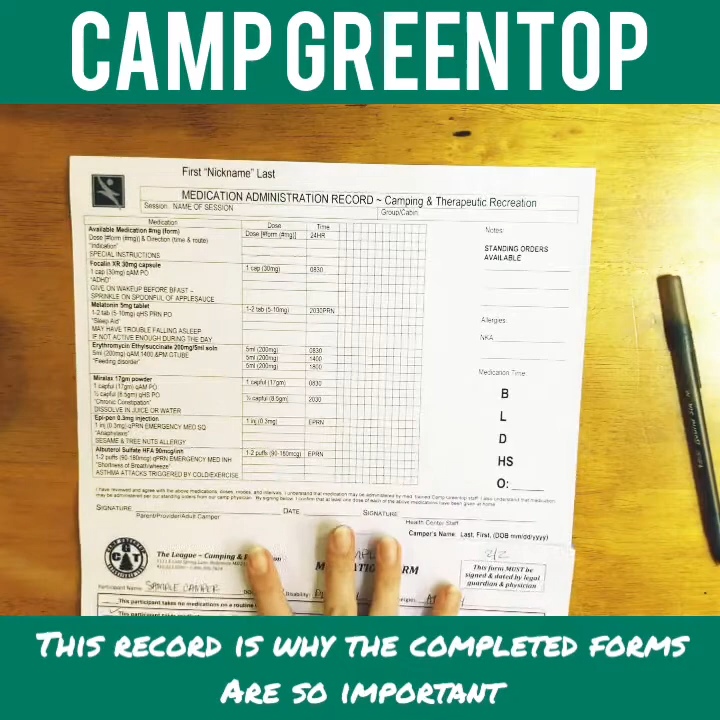 CAMP GREENTOP
First "Nickname" Last
MEDICATION ADMINISTRATION RECORD ~ Camping & Therapeutic Recreation
Session: NAME OF SESSION Group/Cabin:
Medication Dose Time
Available Medication #mg (form) Dose [#form (#mg)] 24HR
Dose [#form (#mg)] & Direction (time & route)
"Indication"
SPECIAL INSTRUCTIONS
Focalin XR 30mg capsule 1 cap (30mg) 0830
1 cap (30mg) qAM PO
"ADHD"
GIVE ON WAKEUP BEFORE BFAST –
SPRINKLE ON SPOONFUL OF APPLESAUCE
Melatonin 5mg tablet 1-2 tab (5-10mg) 2030PRN
1-2 tab (5-10mg) qHS PRN PO
"Sleep Aid"
MAY HAVE TROUBLE FALLING ASLEEP
IF NOT ACTIVE ENOUGH DURING THE DAY
Erythromycin Ethylsuccinate 200mg/5ml soln 5ml (200mg) 0830
5ml (200mg) qAM 1400 &PM GTUBE 5ml (200mg) 1400
"Feeding disorder" 5ml (200mg) 1800
Miralax 17gm powder 1 capful (17gm) 0830
1 capful (17gm) qAM PO
½ capful (8.5gm) qHS PO ½ capful (8.5gm) 2030
"Chronic Constipation"
DISSOLVE IN JUICE OR WATER
Epi-pen 0.3mg injection 1 inj (0.3mg) EPRN
1 inj (0.3mg) qPRN EMERGENCY MED SQ
"Anaphylaxis"
SESAME & TREE NUTS ALLERGY
Albuterol Sulfate HFA 90mcg/inh 1-2 puffs (90-180mcg) EPRN
1-2 puffs (90-180mcg) qPRN EMERGENCY MED INH
"Shortness of Breath/wheeze"
ASTHMA ATTACKS TRIGGERED BY COLD/EXERCISE
Notes:
STANDING ORDERS
AVAILABLE
Allergies:
NKA
Medication Time:
B
L
D
HS
O:
SIGNATURE DATE SIGNATURE:
Parent/Provider/Adult Camper Health Center Staff
Camper's Name: Last, First, (DOB mm/dd/yyyy)
The League ~ Camping &
2/2
This form MUST be
signed & dated by legal
guardian & physician
FORM
Participant Name: SAMPLE CAMPER Disability:
This participant takes no medications on a routine
THIS RECORD IS WHY THE COMPLETED FORMS
ARE SO IMPORTANT